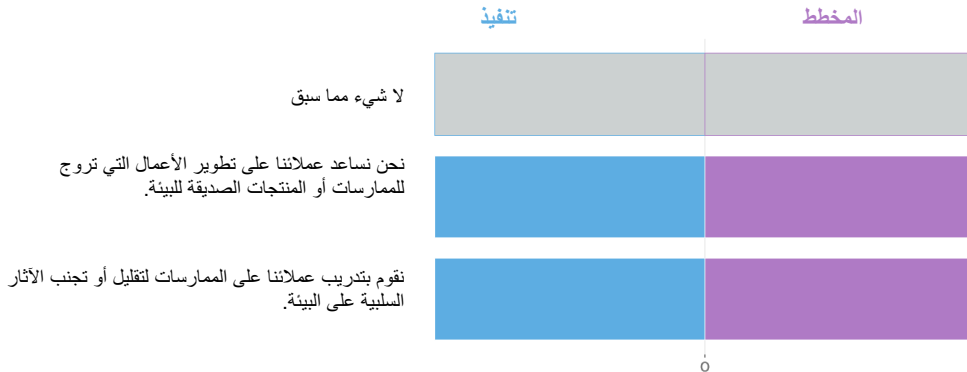 المخطط
تنفيذ
لا شيء مما سبق
نحن نساعد عملائنا على تطوير الأعمال التي تروج
للممارسات أو المنتجات الصديقة للبيئة.
نقوم بتدريب عملائنا على الممارسات لتقليل أو تجنب الآثار
السلبية على البيئة.
0